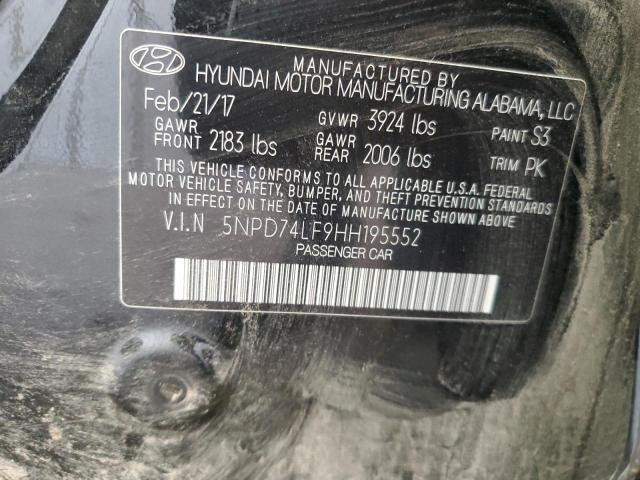 MANUFACTURED BY
HYUNDAI MOTOR MANUFACTURING ALABAMA, LLC
Feb/21/17 GVWR 3924 lbs PAINT S3
GAWR FRONT 2183 lbs GAWR REAR 2006 lbs TRIM PK
THIS VEHICLE CONFORMS TO ALL APPLICABLE U.S.A. FEDERAL
MOTOR VEHICLE SAFETY, BUMPER, AND THEFT PREVENTION STANDARDS
IN EFFECT ON THE DATE OF MANUFACTURE SHOWN ABOVE.
V.I.N 5NPD74LF9HH195552
PASSENGER CAR